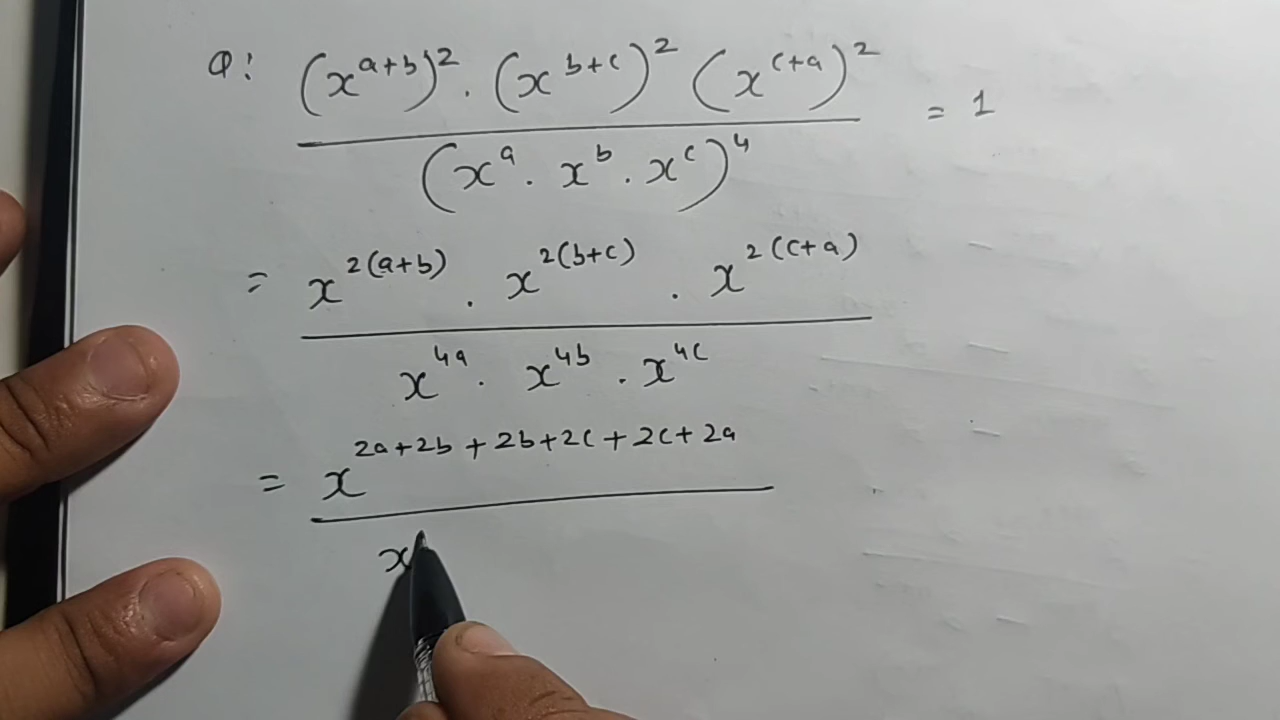 Q: (x^{a+b})^2 . (x^{b+c})^2 (x^{c+a})^2
(x^a . x^b . x^c)^4
= 1
= x^{2(a+b)} . x^{2(b+c)} . x^{2(c+a)}
x^{4a} . x^{4b} . x^{4c}
= x^{2a+2b+2b+2c+2c+2a}
x